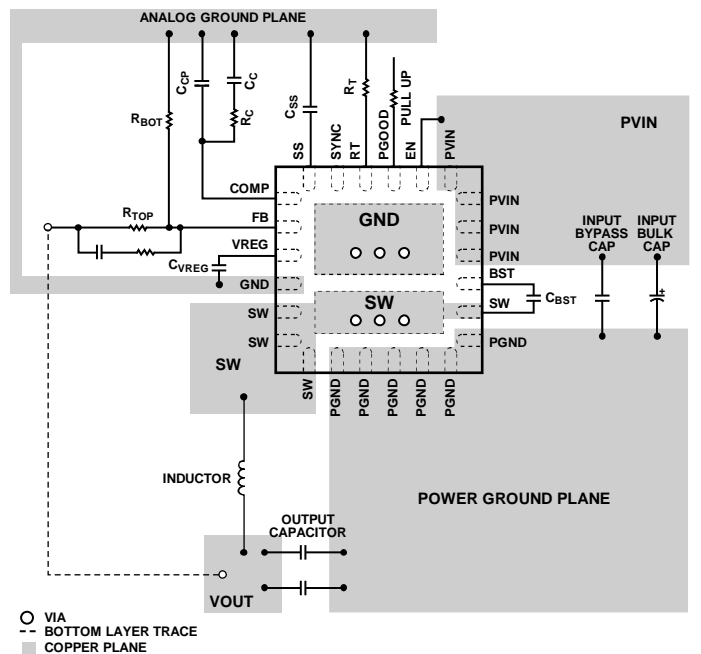 ANALOG GROUND PLANE
CCP
CC
RC
CSS
RT
PULL UP
RBOT
SS
SYNC
RT
PGOOD
EN
PVIN
PVIN
COMP
FB
VREG
GND
SW
SW
RTOP
CVREG
GND
SW
PVIN
PVIN
PVIN
BST
SW
PGND
CBST
INPUT BYPASS CAP
INPUT BULK CAP
+
SW
SW
PGND
PGND
PGND
PGND
PGND
INDUCTOR
OUTPUT CAPACITOR
POWER GROUND PLANE
VOUT
VIA
BOTTOM LAYER TRACE
COPPER PLANE